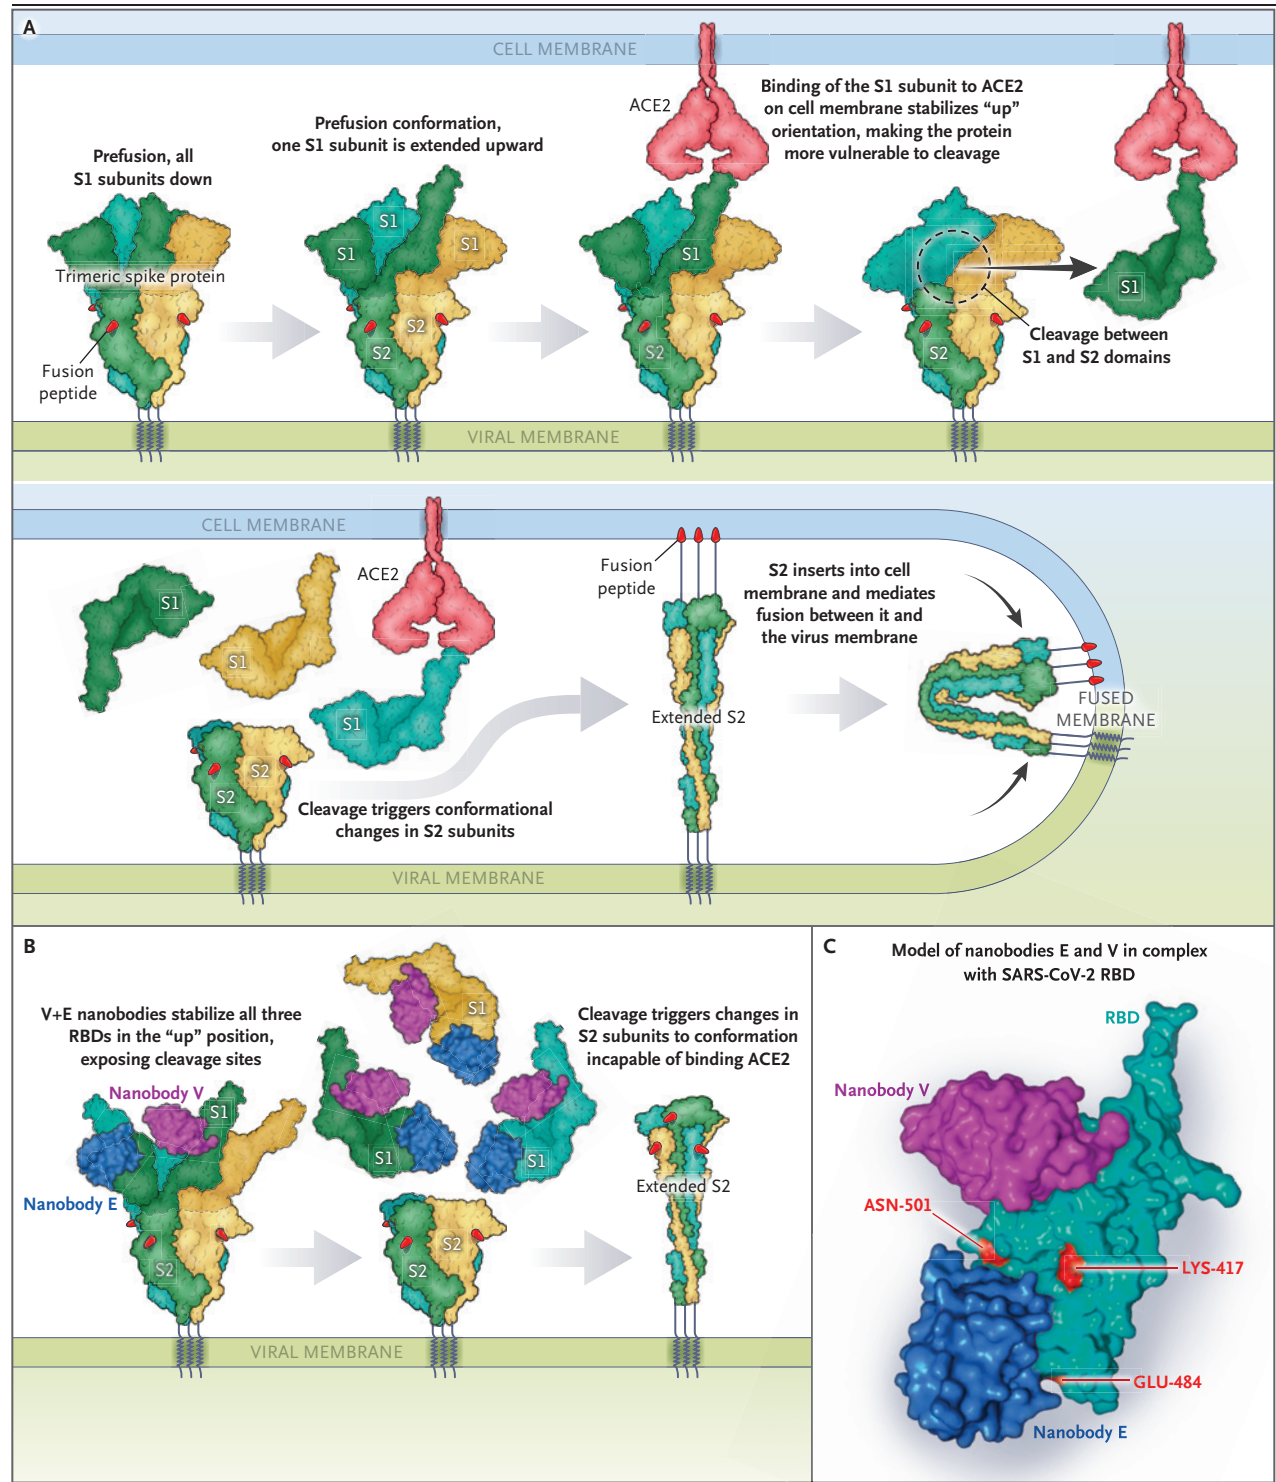 A
CELL MEMBRANE
ACE2
Binding of the S1 subunit to ACE2
on cell membrane stabilizes “up”
orientation, making the protein
more vulnerable to cleavage
Prefusion conformation,
one S1 subunit is extended upward
Prefusion, all
S1 subunits down
Trimeric spike protein
Fusion
peptide
S1
S1
S1
S2
S2
S1
S2
S2
S1
Cleavage between
S1 and S2 domains
VIRAL MEMBRANE
CELL MEMBRANE
S1
S1
ACE2
S1
S2
S2
Cleavage triggers conformational
changes in S2 subunits
Fusion
peptide
Extended S2
S2 inserts into cell
membrane and mediates
fusion between it and
the virus membrane
FUSED
MEMBRANE
VIRAL MEMBRANE
B
V+E nanobodies stabilize all three
RBDs in the “up” position,
exposing cleavage sites
Nanobody V
S1
Nanobody E
S2
S1
S1
S1
S2
S2
Cleavage triggers changes in
S2 subunits to conformation
incapable of binding ACE2
Extended S2
VIRAL MEMBRANE
C
Model of nanobodies E and V in complex
with SARS-CoV-2 RBD
RBD
Nanobody V
ASN-501
LYS-417
GLU-484
Nanobody E